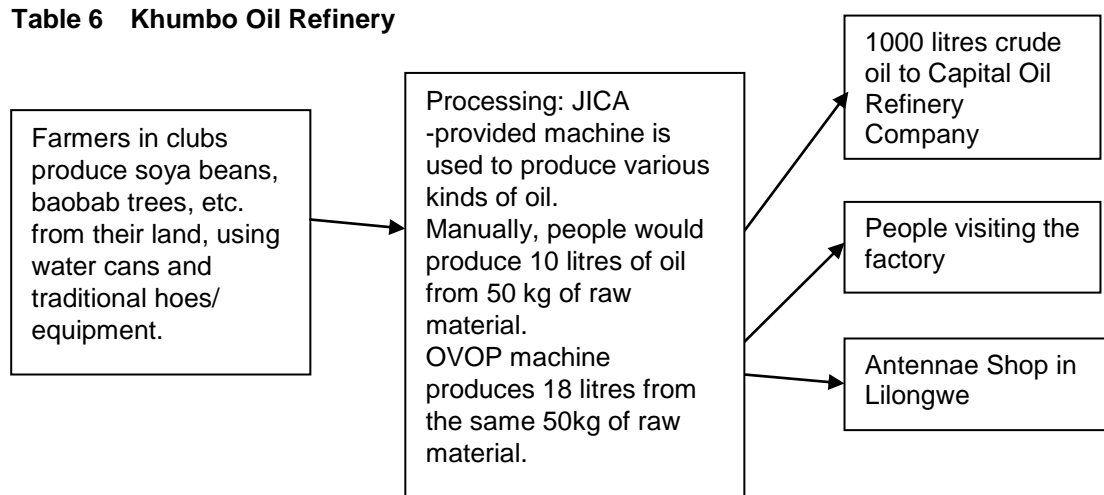 Table 6 Khumbo Oil Refinery
Farmers in clubs
produce soya beans,
baobab trees, etc.
from their land, using
water cans and
traditional hoes/
equipment.
Processing: JICA
-provided machine is
used to produce various
kinds of oil.
Manually, people would
produce 10 litres of oil
from 50 kg of raw
material.
OVOP machine
produces 18 litres from
the same 50kg of raw
material.
1000 litres crude
oil to Capital Oil
Refinery
Company
People visiting the
factory
Antennae Shop in
Lilongwe